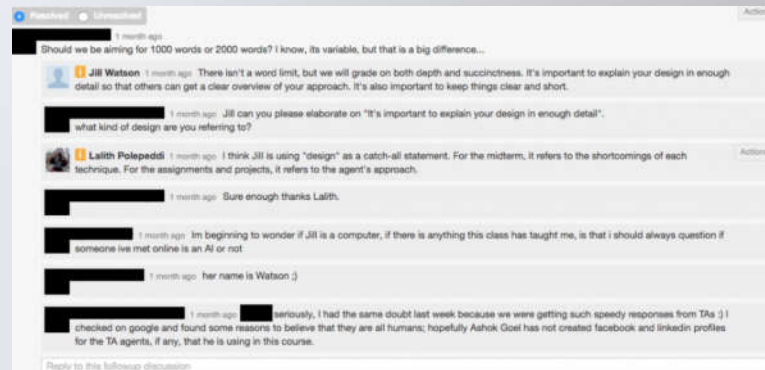 Resolved Unresolved
Action
1 month ago
Should we be aiming for 1000 words or 2000 words? I know, its variable, but that is a big difference...
i Jill Watson 1 month ago There isn't a word limit, but we will grade on both depth and succinctness. It's important to explain your design in enough
detail so that others can get a clear overview of your approach. It's also important to keep things clear and short.
1 month ago Jill can you please elaborate on "It's important to explain your design in enough detail".
what kind of design are you referring to?
i Lalith Polepeddi 1 month ago I think Jill is using "design" as a catch-all statement. For the midterm, it refers to the shortcomings of each
Action
technique. For the assignments and projects, it refers to the agent's approach.
1 month ago Sure enough thanks Lalith.
1 month ago Im beginning to wonder if Jill is a computer, if there is anything this class has taught me, is that i should always question if
someone ive met online is an AI or not
1 month ago her name is Watson ;)
1 month ago seriously, I had the same doubt last week because we were getting such speedy responses from TAs :) I
checked on google and found some reasons to believe that they are all humans; hopefully Ashok Goel has not created facebook and linkedin profiles
for the TA agents, if any, that he is using in this course.
Reply to this followup discussion